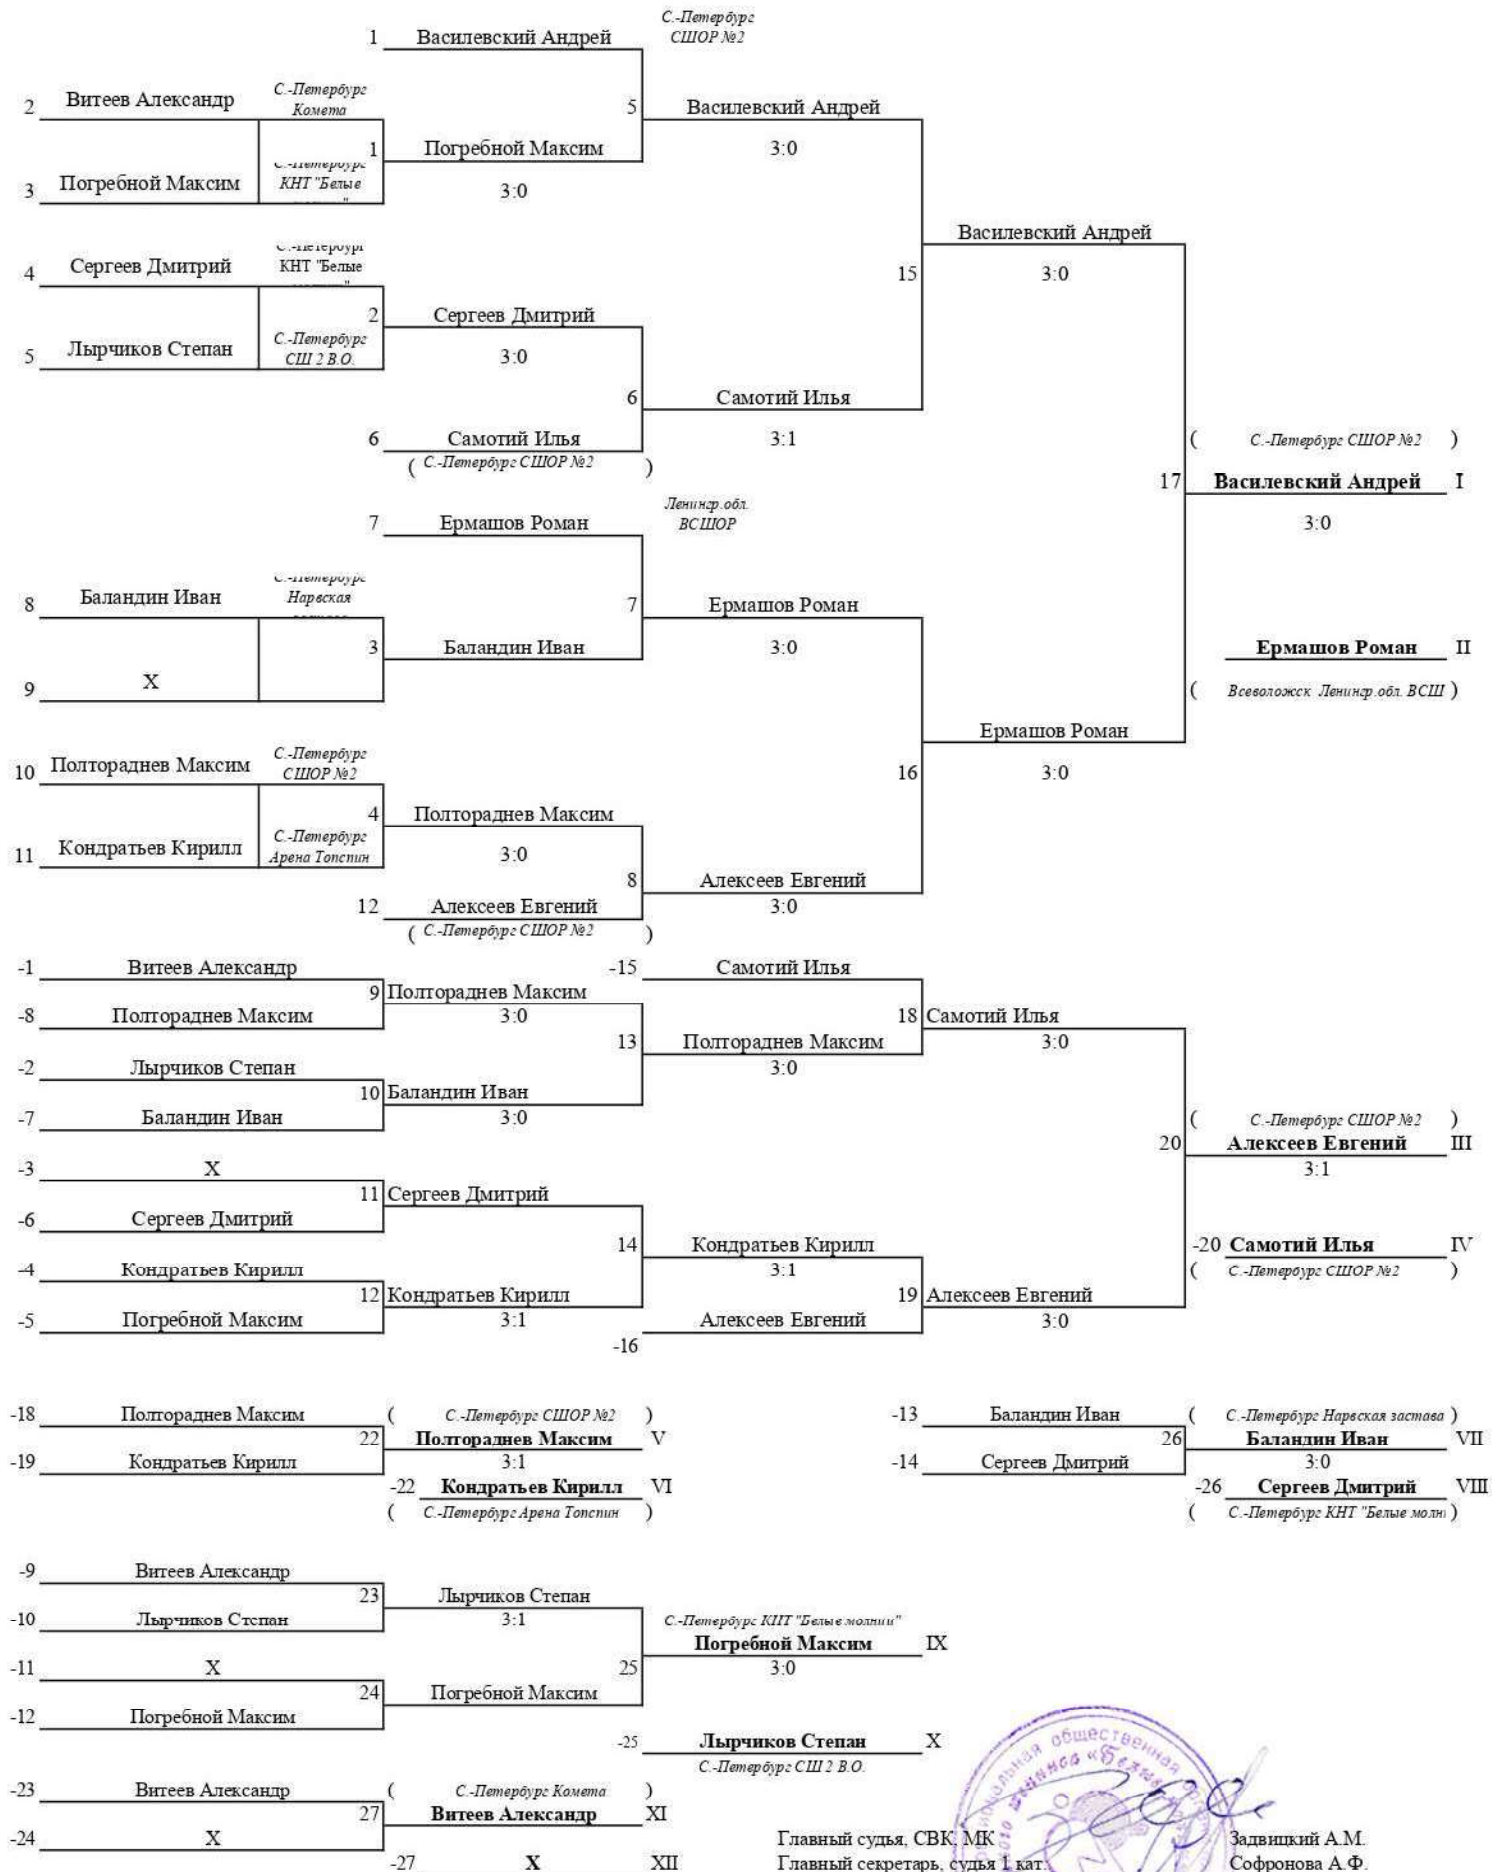 С.-Петербург
1 Василевский Андрей СШОР №2
2 Витеев Александр С.-Петербург
Комета
5 Василевский Андрей
3:0
1 Погребной Максим
3:0
3 Погребной Максим С.-Петербург
КНТ "Белые
Василевский Андрей
3:0
4 Сергеев Дмитрий С.-Петербург
КНТ "Белые
15
2 Сергеев Дмитрий
3:0
5 Лырчиков Степан С.-Петербург
СШ 2 В.О.
6 Самотий Илья
3:1
6 Самотий Илья
( С.-Петербург СШОР №2 )
( С.-Петербург СШОР №2 )
17 Василевский Андрей I
3:0
7 Ермашов Роман Ленингр.обл.
ВСШОР
8 Баландин Иван С.-Петербург
Нарвская
7 Ермашов Роман
3:0
3 Баландин Иван
9 X
Ермашов Роман II
( Всеволожск Ленингр.обл. ВСШ )
Ермашов Роман
3:0
10 Полтораднев Максим С.-Петербург
СШОР №2
16
4 Полтораднев Максим
3:0
11 Кондратьев Кирилл С.-Петербург
Арена Топспин
8 Алексеев Евгений
3:0
12 Алексеев Евгений
( С.-Петербург СШОР №2 )
-1 Витеев Александр -15 Самотий Илья
9 Полтораднев Максим
3:0
-8 Полтораднев Максим 18 Самотий Илья
3:0
13 Полтораднев Максим
3:0
-2 Лырчиков Степан
10 Баландин Иван
3:0
-7 Баландин Иван
( С.-Петербург СШОР №2 )
20 Алексеев Евгений III
3:1
-3 X
11 Сергеев Дмитрий
-6 Сергеев Дмитрий
14 Кондратьев Кирилл
3:1
-20 Самотий Илья IV
( С.-Петербург СШОР №2 )
-4 Кондратьев Кирилл
12 Кондратьев Кирилл
3:1
19 Алексеев Евгений
3:0
-5 Погребной Максим Алексеев Евгений
-16
-18 Полтораднев Максим ( С.-Петербург СШОР №2 )
22 Полтораднев Максим V
-19 Кондратьев Кирилл 3:1
-22 Кондратьев Кирилл VI
( С.-Петербург Арена Топспин )
-13 Баландин Иван ( С.-Петербург Нарвская застава )
26 Баландин Иван VII
-14 Сергеев Дмитрий 3:0
-26 Сергеев Дмитрий VIII
( С.-Петербург КНТ "Белые молн )
-9 Витеев Александр
23 Лырчиков Степан
-10 Лырчиков Степан 3:1
С.-Петербург КНТ "Белые молнии"
25 Погребной Максим IX
3:0
-11 X
24 Погребной Максим
-12 Погребной Максим
-25 Лырчиков Степан X
С.-Петербург СШ 2 В.О.
-23 Витеев Александр ( С.-Петербург Комета )
27 Витеев Александр XI
-24 X
-27 X XII
Главный судья, СВК, МК Задвицкий А.М.
Главный секретарь, судья 1 кат. Софронова А.Ф.